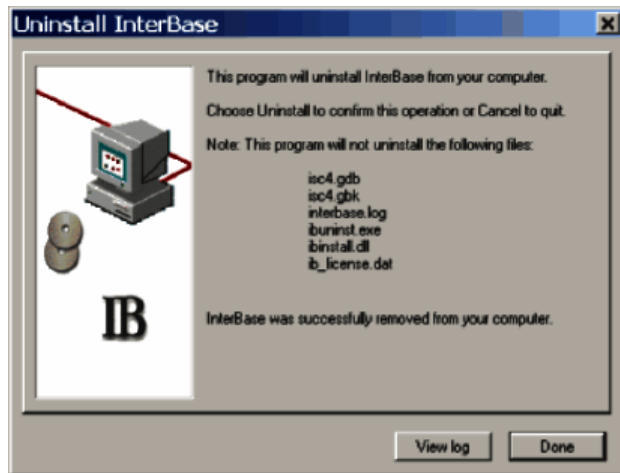 Uninstall InterBase
This program will uninstall InterBase from your computer.
Choose Uninstall to confirm this operation or Cancel to quit.
Note: This program will not uninstall the following files:
isc4.gdb
isc4.gbk
interbase.log
ibuninst.exe
ibinstall.dll
ib_license.dat
IB
InterBase was successfully removed from your computer.
View log
Done